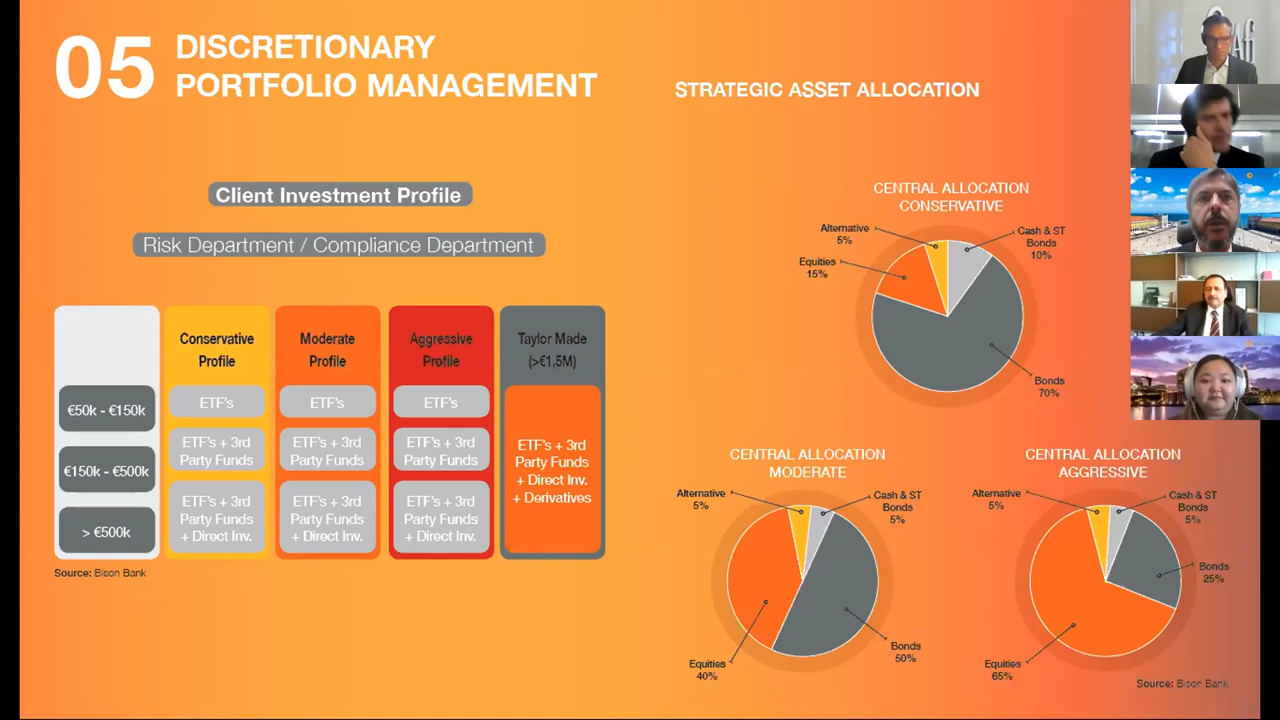 05
DISCRETIONARY
PORTFOLIO MANAGEMENT
Client Investment Profile
Risk Department / Compliance Department
Conservative
Profile
Moderate
Profile
Aggressive
Profile
Taylor Made
(>€1,5M)
€50k - €150k
ETF's
ETF's
ETF's
€150k - €500k
ETF's + 3rd
Party Funds
ETF's + 3rd
Party Funds
ETF's + 3rd
Party Funds
> €500k
ETF's + 3rd
Party Funds
+ Direct Inv.
ETF's + 3rd
Party Funds
+ Direct Inv.
ETF's + 3rd
Party Funds
+ Direct Inv.
ETF's + 3rd
Party Funds
+ Direct Inv.
+ Derivatives
Source: Bison Bank
STRATEGIC ASSET ALLOCATION
CENTRAL ALLOCATION
CONSERVATIVE
Alternative
5%
Cash & ST
Bonds
10%
Equities
15%
Bonds
70%
CENTRAL ALLOCATION
MODERATE
Alternative
5%
Cash & ST
Bonds
5%
Bonds
50%
Equities
40%
CENTRAL ALLOCATION
AGGRESSIVE
Alternative
5%
Cash & ST
Bonds
5%
Bonds
25%
Equities
65%
Source: Bison Bank
Afi